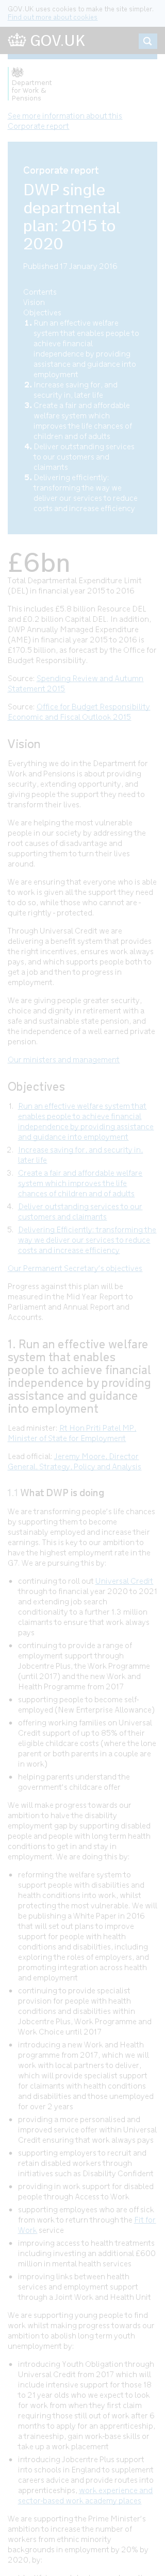 GOV.UK uses cookies to make the site simpler.
Find out more about cookies
GOV.UK
Department
for Work &
Pensions
See more information about this
Corporate report
Corporate report
DWP single
departmental
plan: 2015 to
2020
Published 17 January 2016
Contents
Vision
Objectives
1. Run an effective welfare
system that enables people to
achieve financial
independence by providing
assistance and guidance into
employment
2. Increase saving for, and
security in, later life
3. Create a fair and affordable
welfare system which
improves the life chances of
children and of adults
4. Deliver outstanding services
to our customers and
claimants
5. Delivering efficiently:
transforming the way we
deliver our services to reduce
costs and increase efficiency
£6bn
Total Departmental Expenditure Limit
(DEL) in financial year 2015 to 2016
This includes £5.8 billion Resource DEL
and £0.2 billion Capital DEL. In addition,
DWP Annually Managed Expenditure
(AME) in financial year 2015 to 2016 is
£170.5 billion, as forecast by the Office for
Budget Responsibility.
Source: Spending Review and Autumn
Statement 2015
Source: Office for Budget Responsibility
Economic and Fiscal Outlook 2015
Vision
Everything we do in the Department for
Work and Pensions is about providing
security, extending opportunity, and
giving people the support they need to
transform their lives.
We are helping the most vulnerable
people in our society by addressing the
root causes of disadvantage and
supporting them to turn their lives
around.
We are ensuring that everyone who is able
to work is given all the support they need
to do so, while those who cannot are -
quite rightly - protected.
Through Universal Credit we are
delivering a benefit system that provides
the right incentives, ensures work always
pays, and which supports people both to
get a job and then to progress in
employment.
We are giving people greater security,
choice and dignity in retirement with a
safe and sustainable state pension, and
the independence of a well earned private
pension.
Our ministers and management
Objectives
1. Run an effective welfare system that
enables people to achieve financial
independence by providing assistance
and guidance into employment
2. Increase saving for, and security in,
later life
3. Create a fair and affordable welfare
system which improves the life
chances of children and of adults
4. Deliver outstanding services to our
customers and claimants
5. Delivering Efficiently: transforming the
way we deliver our services to reduce
costs and increase efficiency
Our Permanent Secretary's objectives
Progress against this plan will be
measured in the Mid Year Report to
Parliament and Annual Report and
Accounts.
1. Run an effective welfare
system that enables
people to achieve financial
independence by providing
assistance and guidance
into employment
Lead minister: Rt Hon Priti Patel MP,
Minister of State for Employment
Lead official: Jeremy Moore, Director
General, Strategy, Policy and Analysis
1.1 What DWP is doing
We are transforming people's life chances
by supporting them to become
sustainably employed and increase their
earnings. This is key to our ambition to
have the highest employment rate in the
G7. We are pursuing this by:
• continuing to roll out Universal Credit
through to financial year 2020 to 2021
and extending job search
conditionality to a further 1.3 million
claimants to ensure that work always
pays
• continuing to provide a range of
employment support through
Jobcentre Plus, the Work Programme
(until 2017) and the new Work and
Health Programme from 2017
• supporting people to become self-
employed (New Enterprise Allowance)
• offering working families on Universal
Credit support of up to 85% of their
eligible childcare costs (where the lone
parent or both parents in a couple are
in work)
• helping parents understand the
government's childcare offer
We will make progress towards our
ambition to halve the disability
employment gap by supporting disabled
people and people with long term health
conditions to get in and stay in
employment. We are doing this by:
• reforming the welfare system to
support people with disabilities and
health conditions into work, whilst
protecting the most vulnerable. We will
be publishing a White Paper in 2016
that will set out plans to improve
support for people with health
conditions and disabilities, including
exploring the roles of employers, and
promoting integration across health
and employment
• continuing to provide specialist
provision for people with health
conditions and disabilities within
Jobcentre Plus, Work Programme and
Work Choice until 2017
• introducing a new Work and Health
programme from 2017, which we will
work with local partners to deliver,
which will provide specialist support
for claimants with health conditions
and disabilities and those unemployed
for over 2 years
• providing a more personalised and
improved service offer within Universal
Credit ensuring that work always pays
• supporting employers to recruit and
retain disabled workers through
initiatives such as Disability Confident
• providing in work support for disabled
people through Access to Work
• supporting employees who are off sick
from work to return through the Fit for
Work service
• improving access to health treatments
including investing an additional £600
million in mental health services
• improving links between health
services and employment support
through a Joint Work and Health Unit
We are supporting young people to find
work whilst making progress towards our
ambition to abolish long term youth
unemployment by:
• introducing Youth Obligation through
Universal Credit from 2017 which will
include intensive support for those 18
to 21 year olds who we expect to look
for work from when they first claim
requiring those still out of work after 6
months to apply for an apprenticeship,
a traineeship, gain work-base skills or
take up a work placement
• introducing Jobcentre Plus support
into schools in England to supplement
careers advice and provide routes into
apprenticeships, work experience and
sector-based work academy places
We are supporting the Prime Minister's
ambition to increase the number of
workers from ethnic minority
backgrounds in employment by 20% by
2020, by: